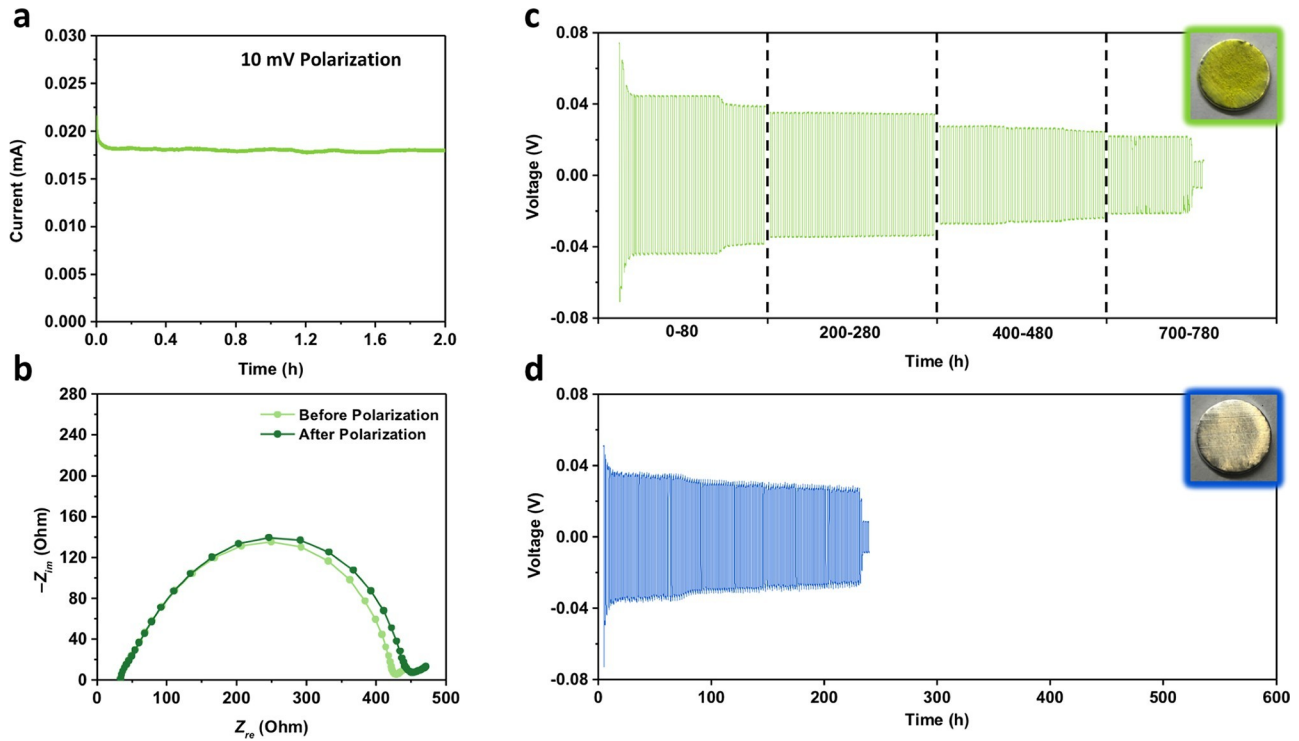 a
0.030
0.025
0.020
0.015
0.010
0.005
0.000
Current (mA)
10 mV Polarization
0.0 0.4 0.8 1.2 1.6 2.0
Time (h)
b
280
240
200
160
120
80
40
0
−Zim (Ohm)
Before Polarization
After Polarization
0 100 200 300 400 500
Zre (Ohm)
c
0.08
0.04
0.00
-0.04
-0.08
Voltage (V)
0-80 200-280 400-480 700-780
Time (h)
d
0.08
0.04
0.00
-0.04
-0.08
Voltage (V)
0 100 200 300 400 500 600
Time (h)